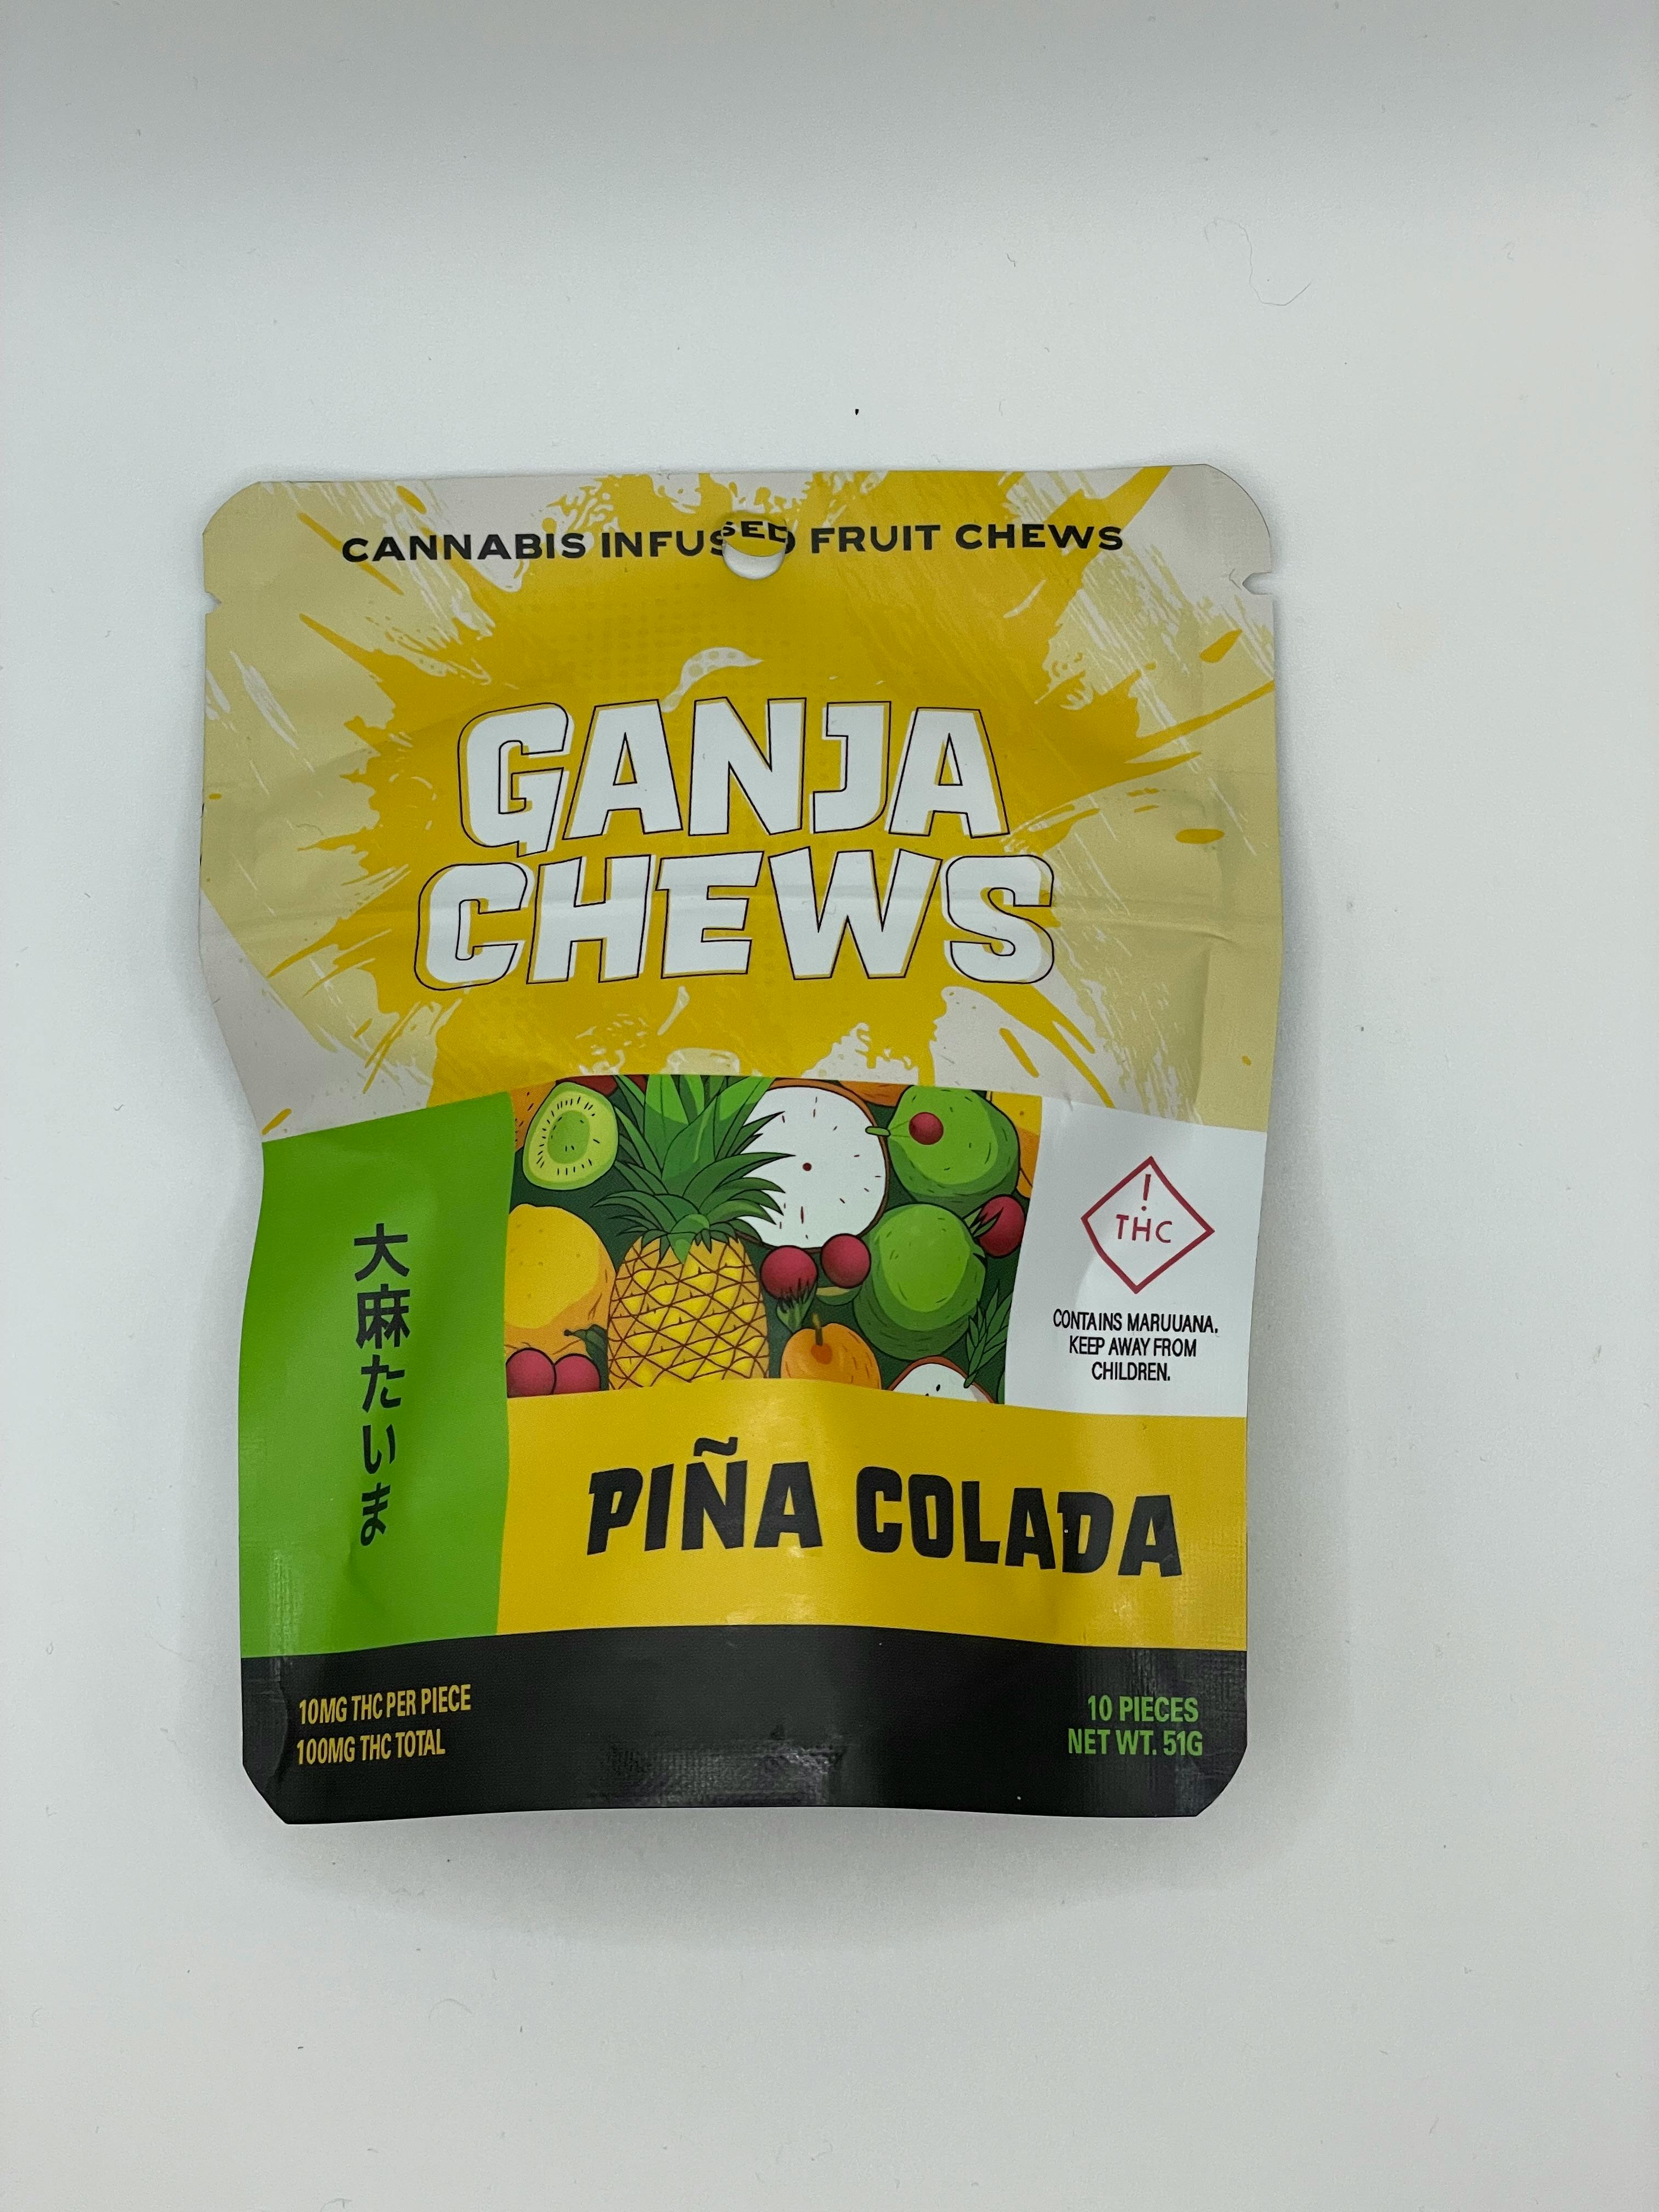 CANNABIS INFUSED FRUIT CHEWS
GANJA
CHEWS
大麻たいま
!
THC
CONTAINS MARIJUANA.
KEEP AWAY FROM
CHILDREN.
PIÑA COLADA
10MG THC PER PIECE
100MG THC TOTAL
10 PIECES
NET WT. 51G